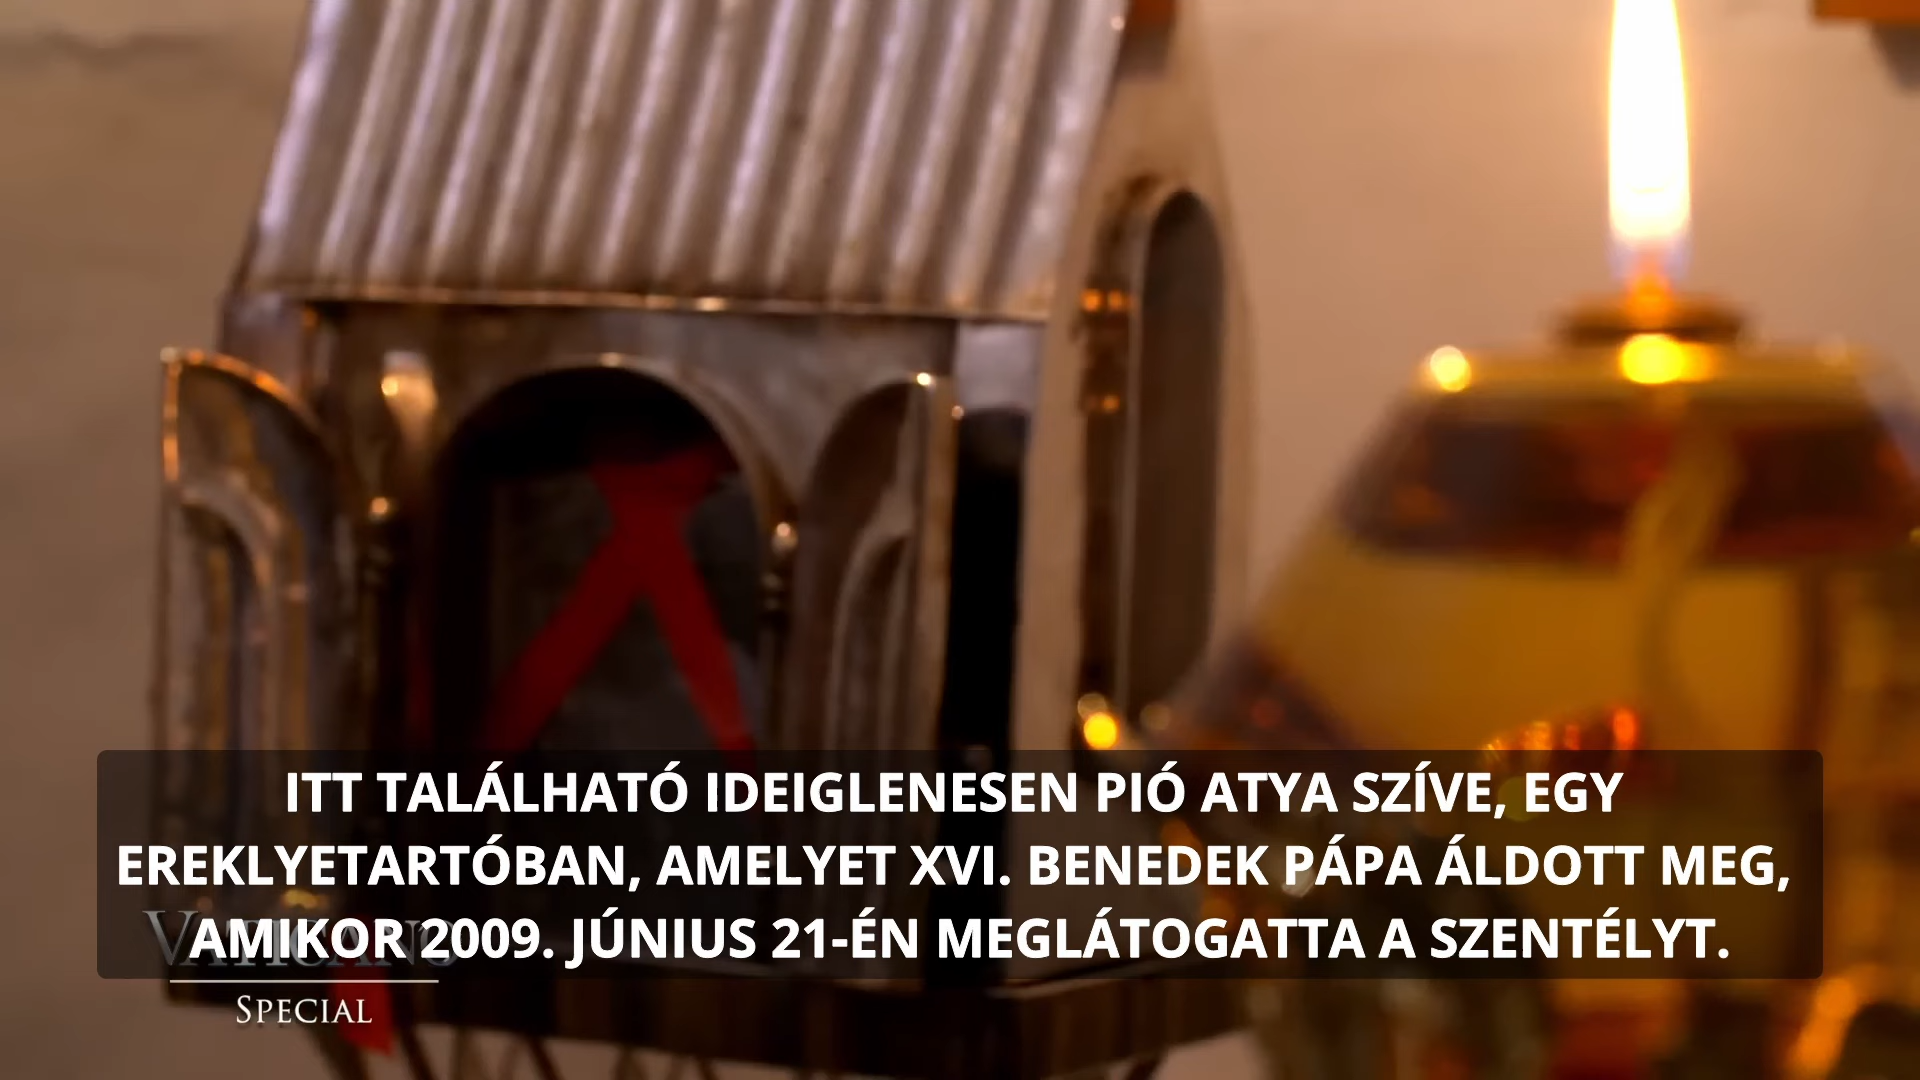 ITT TALÁLHATÓ IDEIGLENESEN PIÓ ATYA SZÍVE, EGY
EREKLYETARTÓBAN, AMELYET XVI. BENEDEK PÁPA ÁLDOTT MEG,
AMIKOR 2009. JÚNIUS 21-ÉN MEGLÁTOGATTA A SZENTÉLYT.
VATICANO
SPECIAL